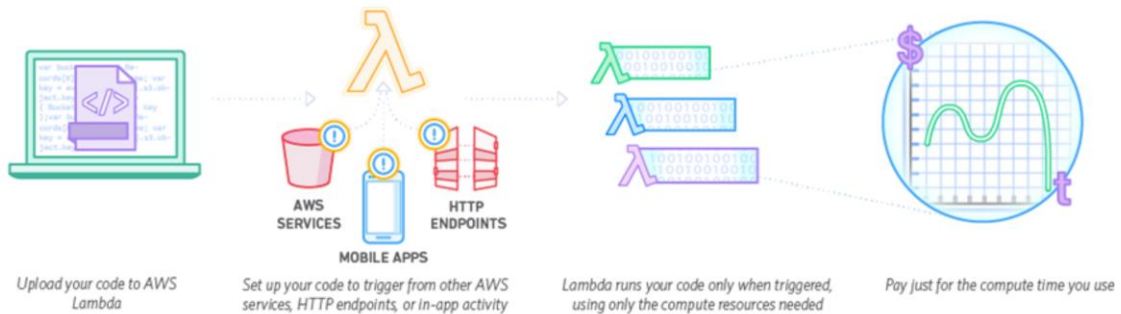 </>
λ
$
t
AWS
SERVICES
HTTP
ENDPOINTS
MOBILE APPS
Upload your code to AWS
Lambda
Set up your code to trigger from other AWS
services, HTTP endpoints, or in-app activity
Lambda runs your code only when triggered,
using only the compute resources needed
Pay just for the compute time you use